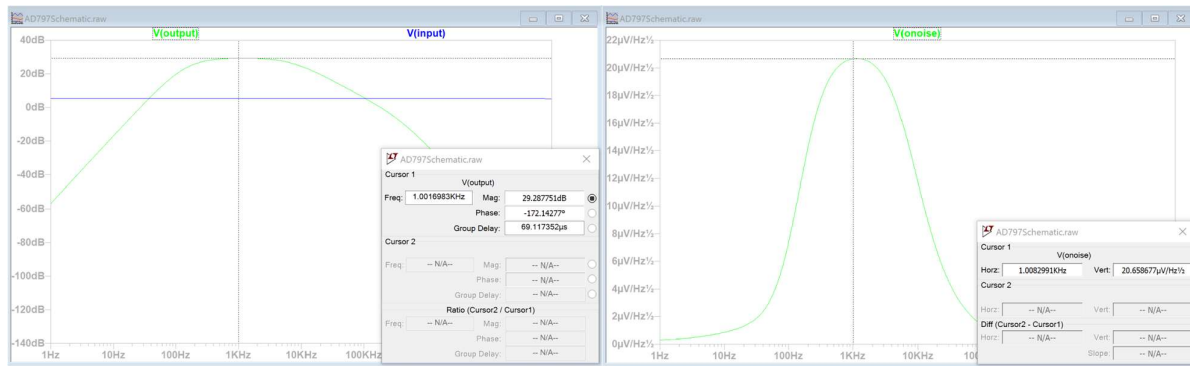 AD797Schematic.raw
V(output) V(input)
40dB
20dB
0dB
-20dB
-40dB
-60dB
-80dB
-100dB
-120dB
-140dB
1Hz 10Hz 100Hz 1KHz 10KHz 100KHz
AD797Schematic.raw
Cursor 1
V(output)
Freq: 1.0016983KHz Mag: 29.287751dB
Phase: -172.14277°
Group Delay: 69.117352µs
Cursor 2
Freq: -- N/A-- Mag: -- N/A--
Phase: -- N/A--
Group Delay: -- N/A--
Ratio (Cursor2 / Cursor1)
Freq: -- N/A-- Mag: -- N/A--
Phase: -- N/A--
Group Delay: -- N/A--
AD797Schematic.raw
V(onoise)
22µV/Hz½
20µV/Hz½
18µV/Hz½
16µV/Hz½
14µV/Hz½
12µV/Hz½
10µV/Hz½
8µV/Hz½
6µV/Hz½
4µV/Hz½
2µV/Hz½
0µV/Hz½
1Hz 10Hz 100Hz 1KHz 10KHz
AD797Schematic.raw
Cursor 1
V(onoise)
Horz: 1.0082991KHz Vert: 20.658677µV/Hz½
Cursor 2
Horz: -- N/A-- Vert: -- N/A--
Diff (Cursor2 - Cursor1)
Horz: -- N/A-- Vert: -- N/A--
Slope: -- N/A--